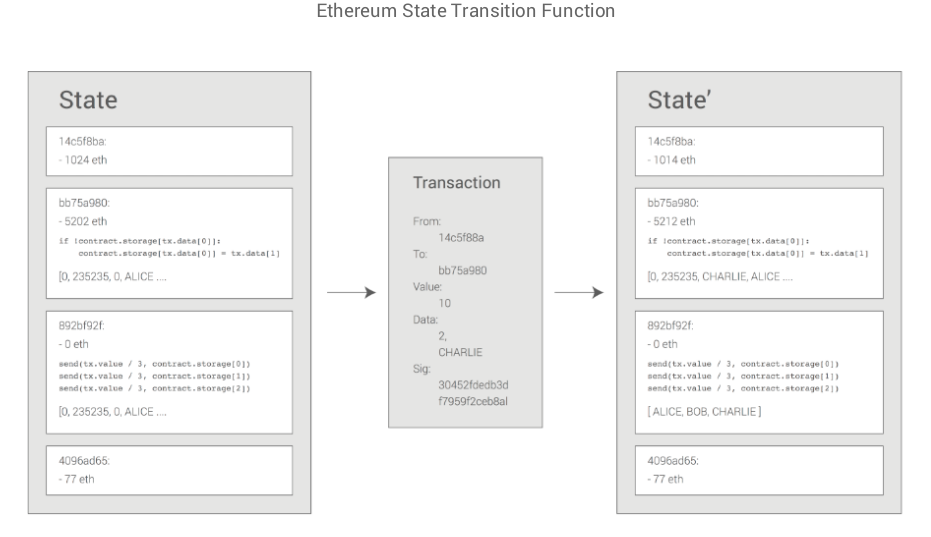 Ethereum State Transition Function
State
14c5f8ba:
- 1024 eth
bb75a980:
- 5202 eth
if !contract.storage[tx.data[0]]:
contract.storage[tx.data[0]] = tx.data[1]
[0, 235235, 0, ALICE ....
892bf92f:
- 0 eth
send(tx.value / 3, contract.storage[0])
send(tx.value / 3, contract.storage[1])
send(tx.value / 3, contract.storage[2])
[0, 235235, 0, ALICE ....
4096ad65:
- 77 eth
Transaction
From:
14c5f88a
To:
bb75a980
Value:
10
Data:
2,
CHARLIE
Sig:
30452fdedb3d
f7959f2ceb8al
State’
14c5f8ba:
- 1014 eth
bb75a980:
- 5212 eth
if !contract.storage[tx.data[0]]:
contract.storage[tx.data[0]] = tx.data[1]
[0, 235235, CHARLIE, ALICE ....
892bf92f:
- 0 eth
send(tx.value / 3, contract.storage[0])
send(tx.value / 3, contract.storage[1])
send(tx.value / 3, contract.storage[2])
[ ALICE, BOB, CHARLIE ]
4096ad65:
- 77 eth